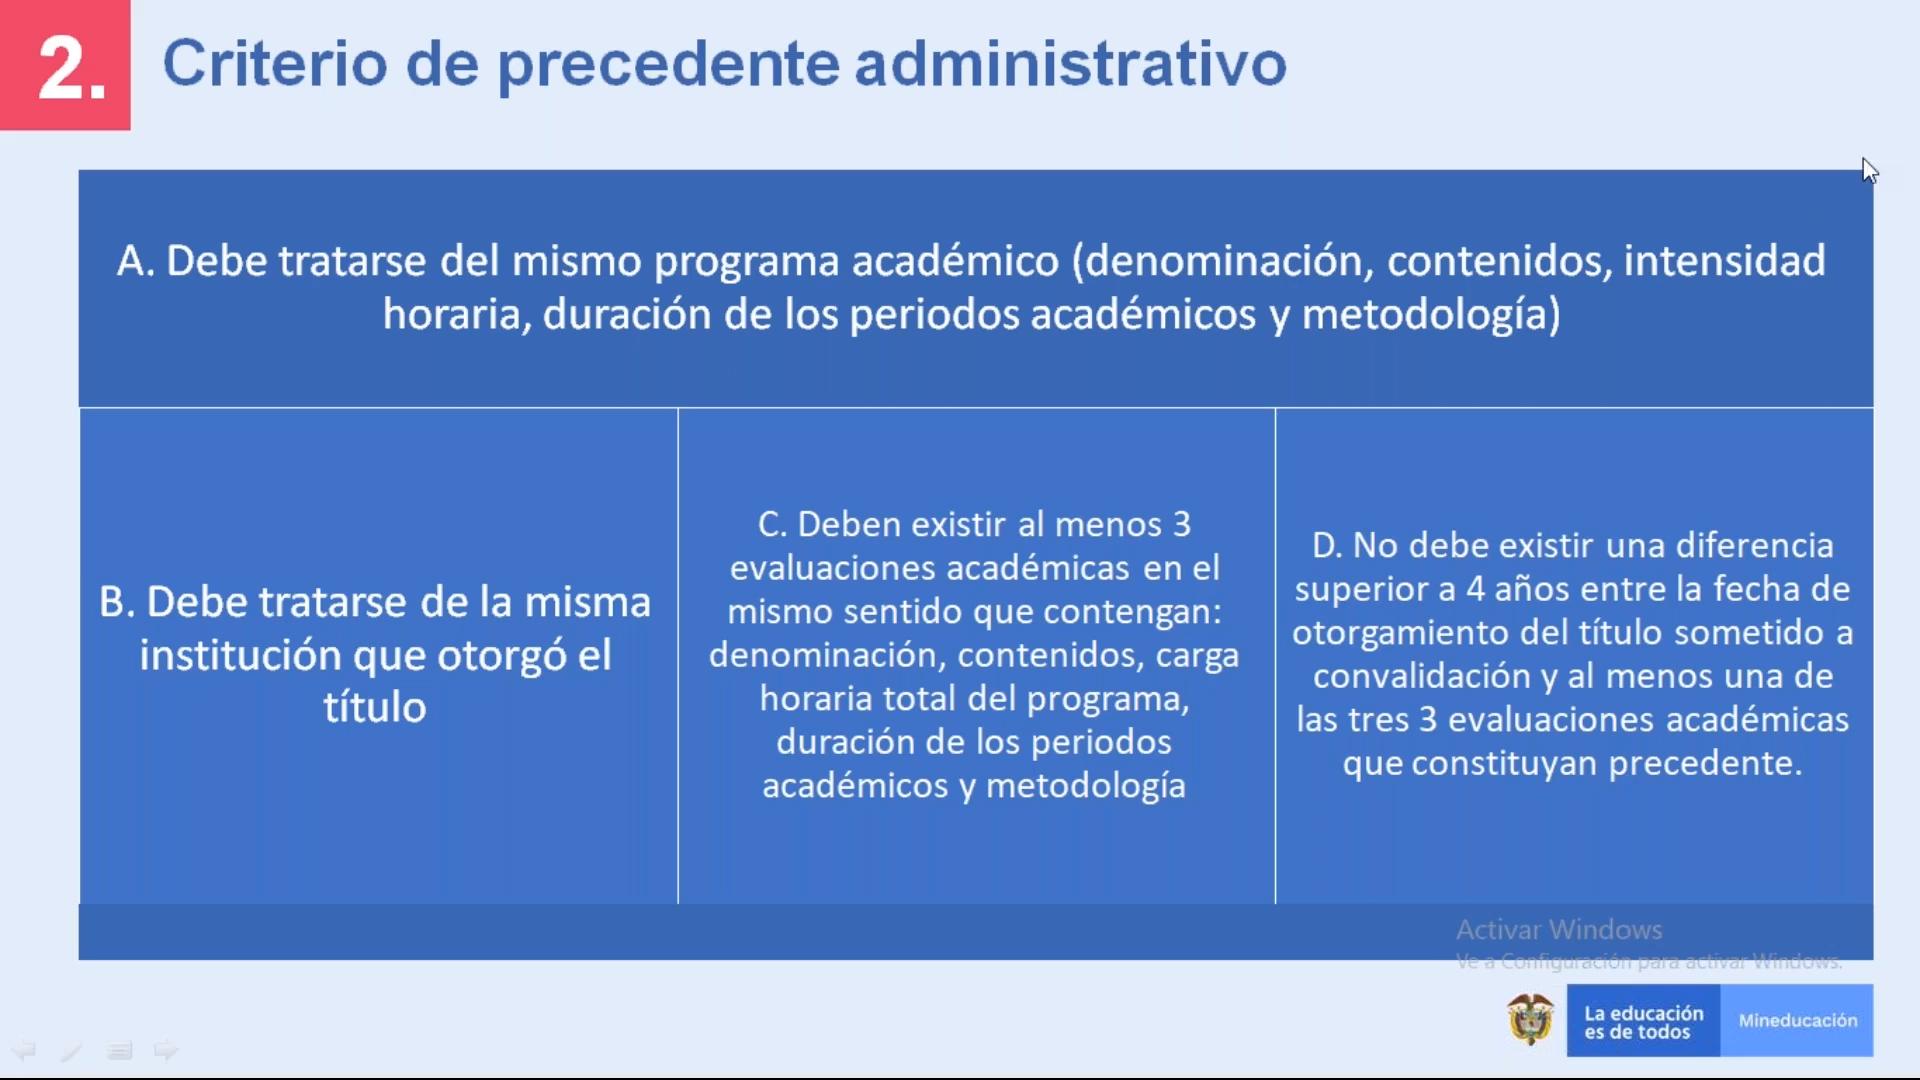 2.
Criterio de precedente administrativo
A. Debe tratarse del mismo programa académico (denominación, contenidos, intensidad
horaria, duración de los periodos académicos y metodología)
B. Debe tratarse de la misma
institución que otorgó el
título
C. Deben existir al menos 3
evaluaciones académicas en el
mismo sentido que contengan:
denominación, contenidos, carga
horaria total del programa,
duración de los periodos
académicos y metodología
D. No debe existir una diferencia
superior a 4 años entre la fecha de
otorgamiento del título sometido a
convalidación y al menos una de
las tres 3 evaluaciones académicas
que constituyan precedente.
Activar Windows
Ve a Configuración para activar Windows.
La educación
es de todos
Mineducación